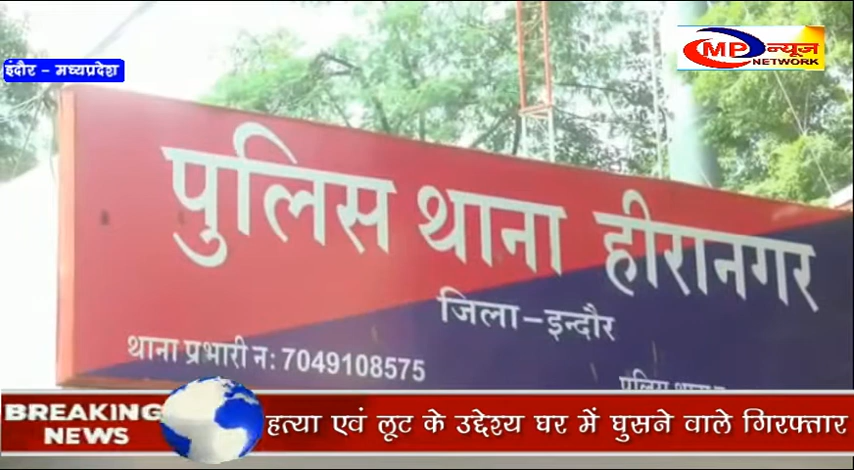 MP न्यूज
NETWORK
इंदौर - मध्यप्रदेश
पुलिस थाना हीरानगर
जिला-इन्दौर
थाना प्रभारी न: 7049108575
BREAKING
NEWS
हत्या एवं लूट के उद्देश्य घर में घुसने वाले गिरफ्तार